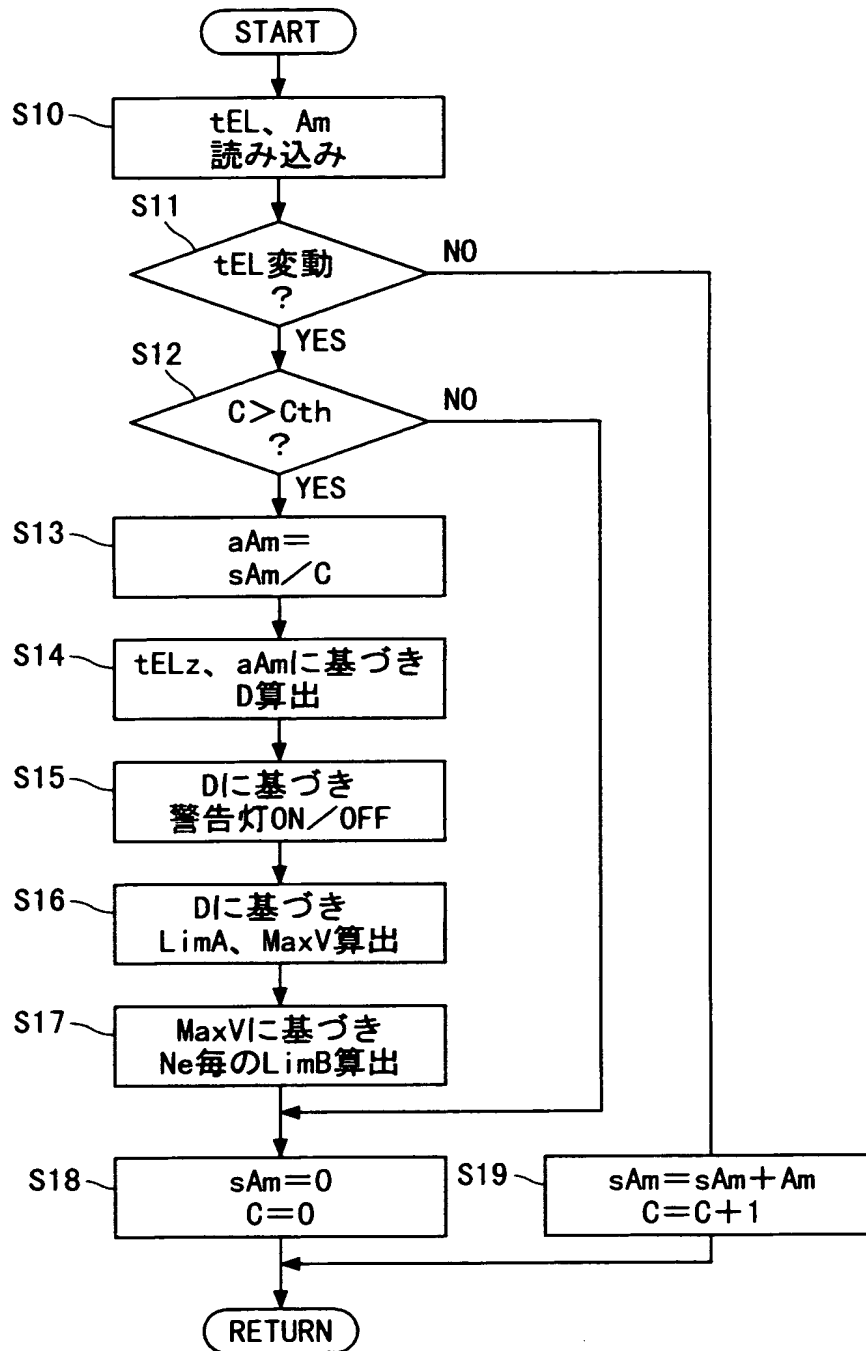 START
S10
tEL、Am
読み込み
S11
tEL変動
?
NO
YES
S12
C>Cth
?
NO
YES
S13
aAm=
sAm/C
S14
tELz、aAmに基づき
D算出
S15
Dに基づき
警告灯ON/OFF
S16
Dに基づき
LimA、MaxV算出
S17
MaxVに基づき
Ne毎のLimB算出
S18
sAm=0
C=0
S19
sAm=sAm+Am
C=C+1
RETURN